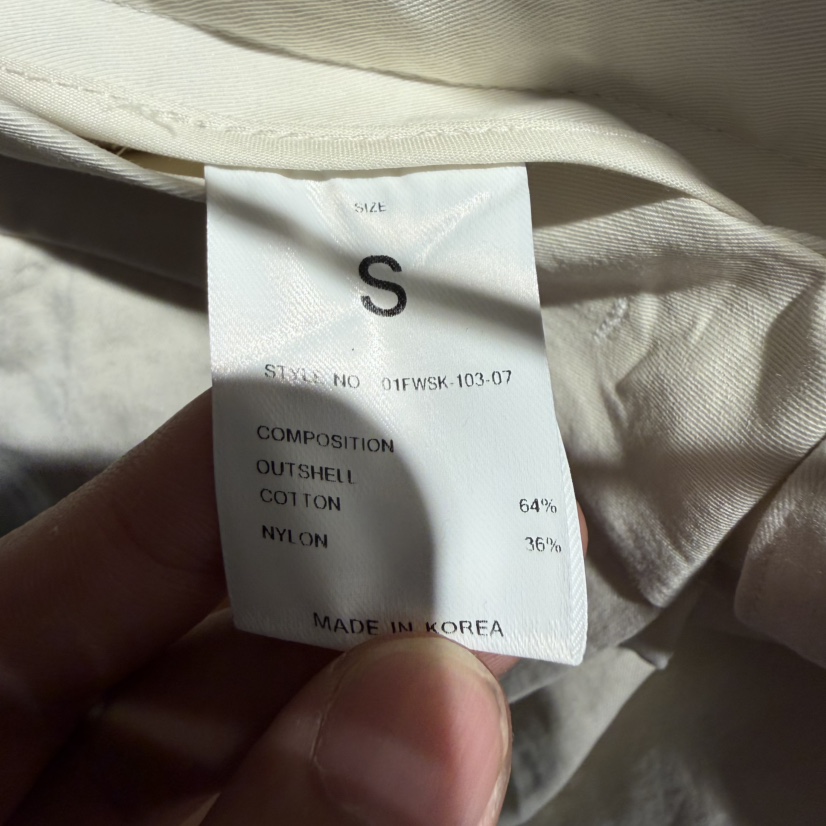 SIZE
S
STYLE NO 01FWSK-103-07
COMPOSITION
OUTSHELL
COTTON 64%
NYLON 36%
MADE IN KOREA